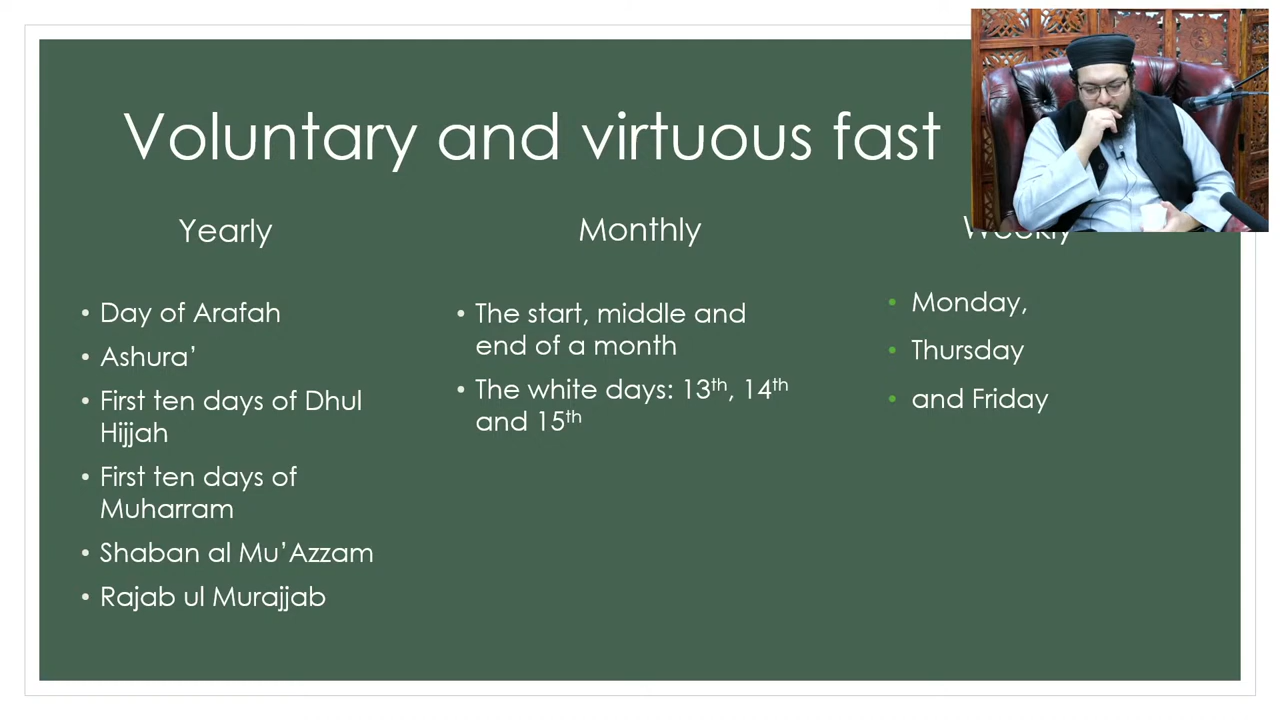 Voluntary and virtuous fast
Yearly
• Day of Arafah
• Ashura’
• First ten days of Dhul
Hijjah
• First ten days of
Muharram
• Shaban al Mu’Azzam
• Rajab ul Murajjab
Monthly
• The start, middle and
end of a month
• The white days: 13th, 14th
and 15th
Weekly
• Monday,
• Thursday
• and Friday